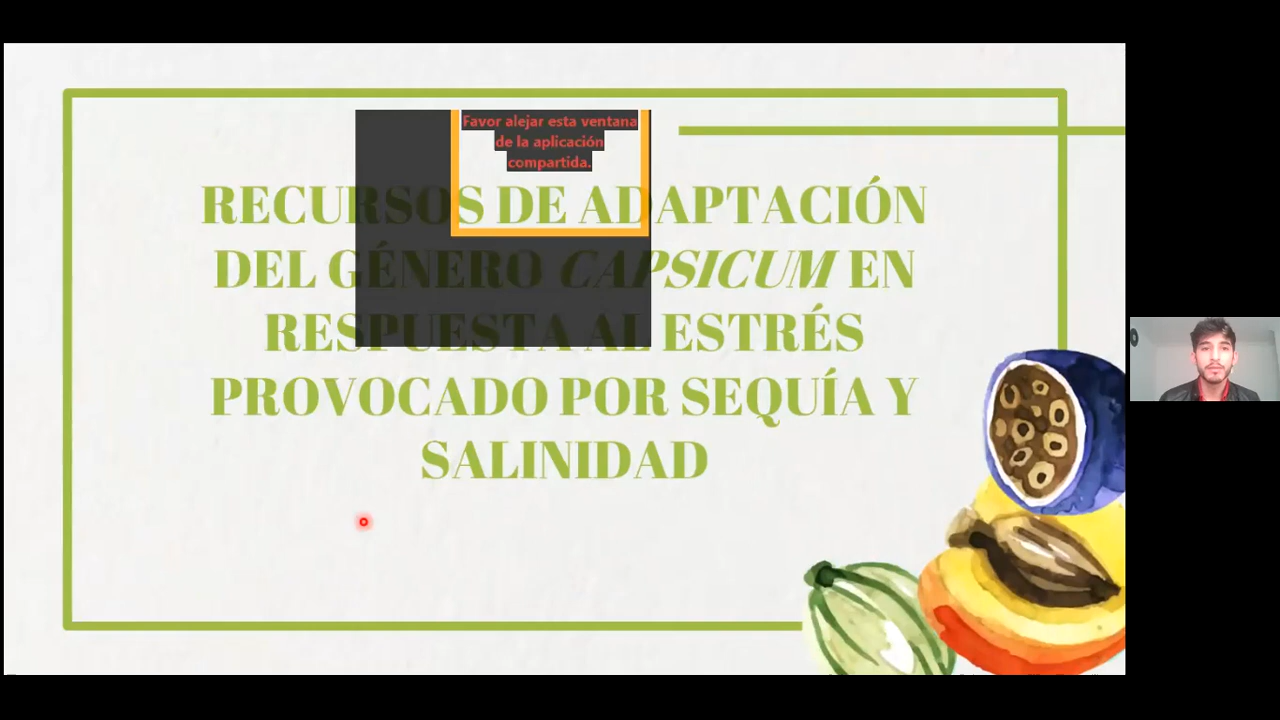 Favor alejar esta ventana
de la aplicación
compartida.
RECURSOS DE ADAPTACIÓN
DEL GÉNERO CAPSICUM EN
RESPUESTA AL ESTRÉS
PROVOCADO POR SEQUÍA Y
SALINIDAD